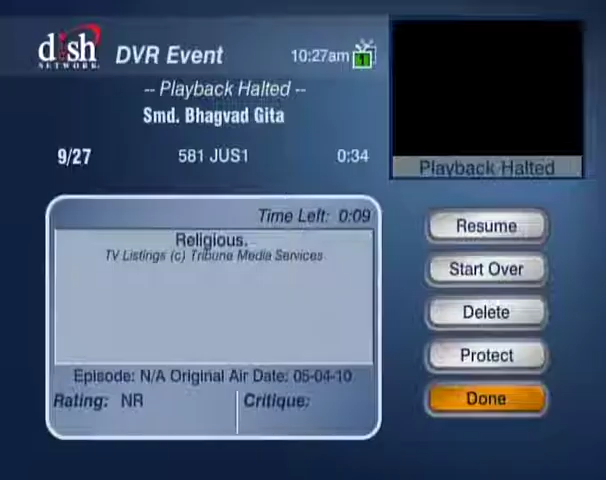 dish
NETWORK
DVR Event
10:27am
1
-- Playback Halted --
Smd. Bhagvad Gita
9/27 581 JUS1 0:34
Playback Halted
Time Left: 0:09
Religious.
TV Listings (c) Tribune Media Services
Episode: N/A Original Air Date: 05-04-10
Rating: NR Critique:
Resume
Start Over
Delete
Protect
Done